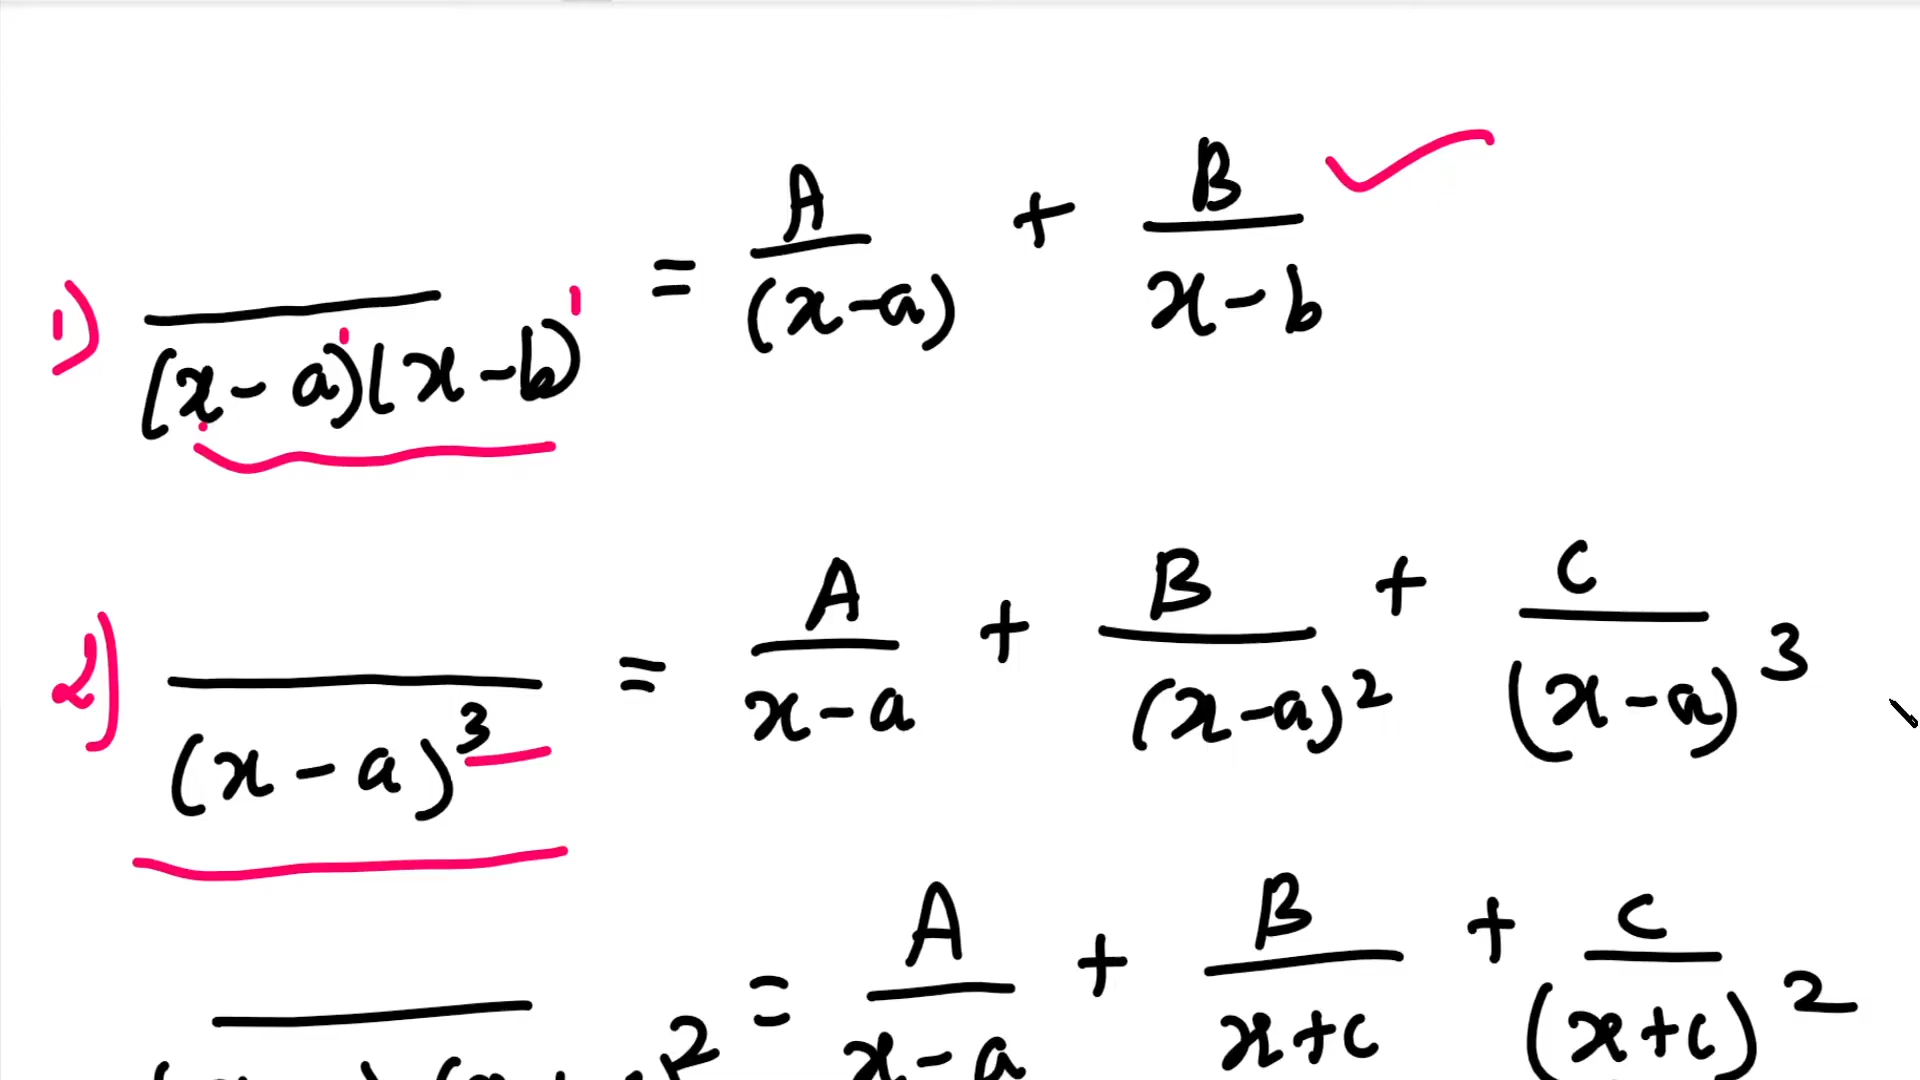 1) ―――― / (x-a)¹(x-b)¹ = A/(x-a) + B/x-b ✓
2) ―――― / (x-a)³ = A/x-a + B/(x-a)² + C/(x-a)³
= A/x-a + B/x+c + C/(x+c)²